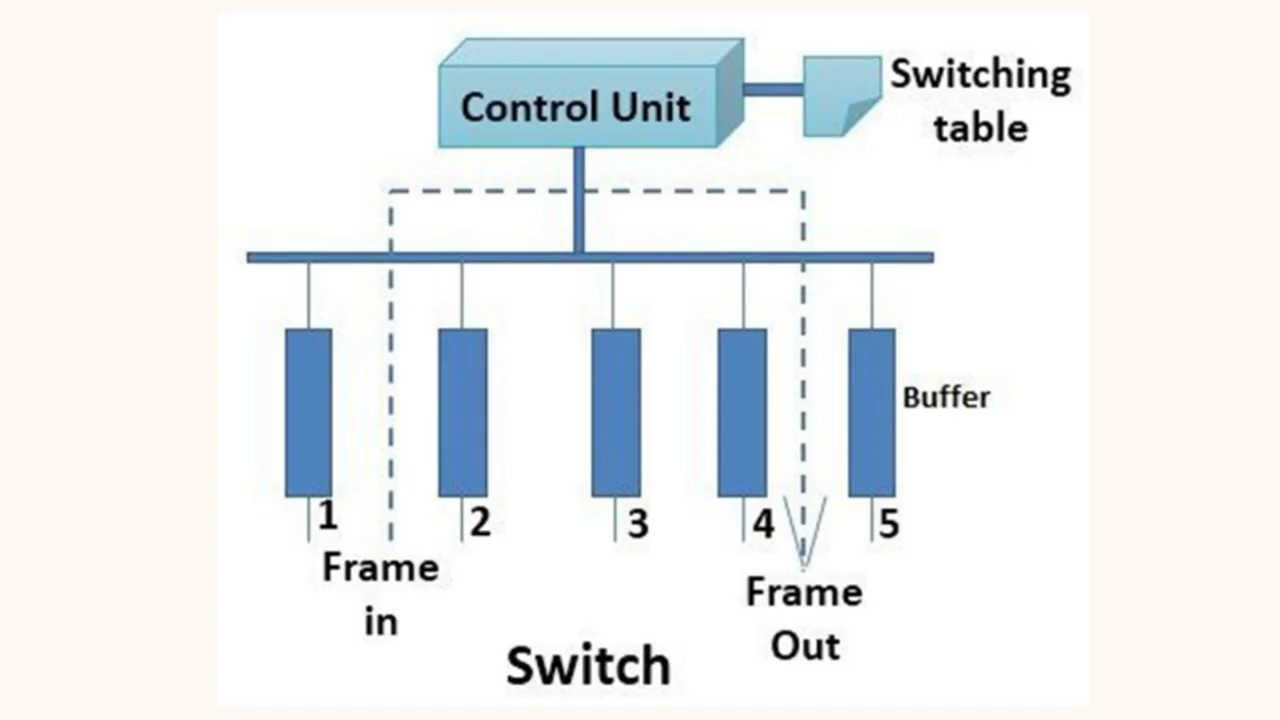 Control Unit
Switching
table
Buffer
1
2
3
4
5
Frame
in
Frame
Out
Switch